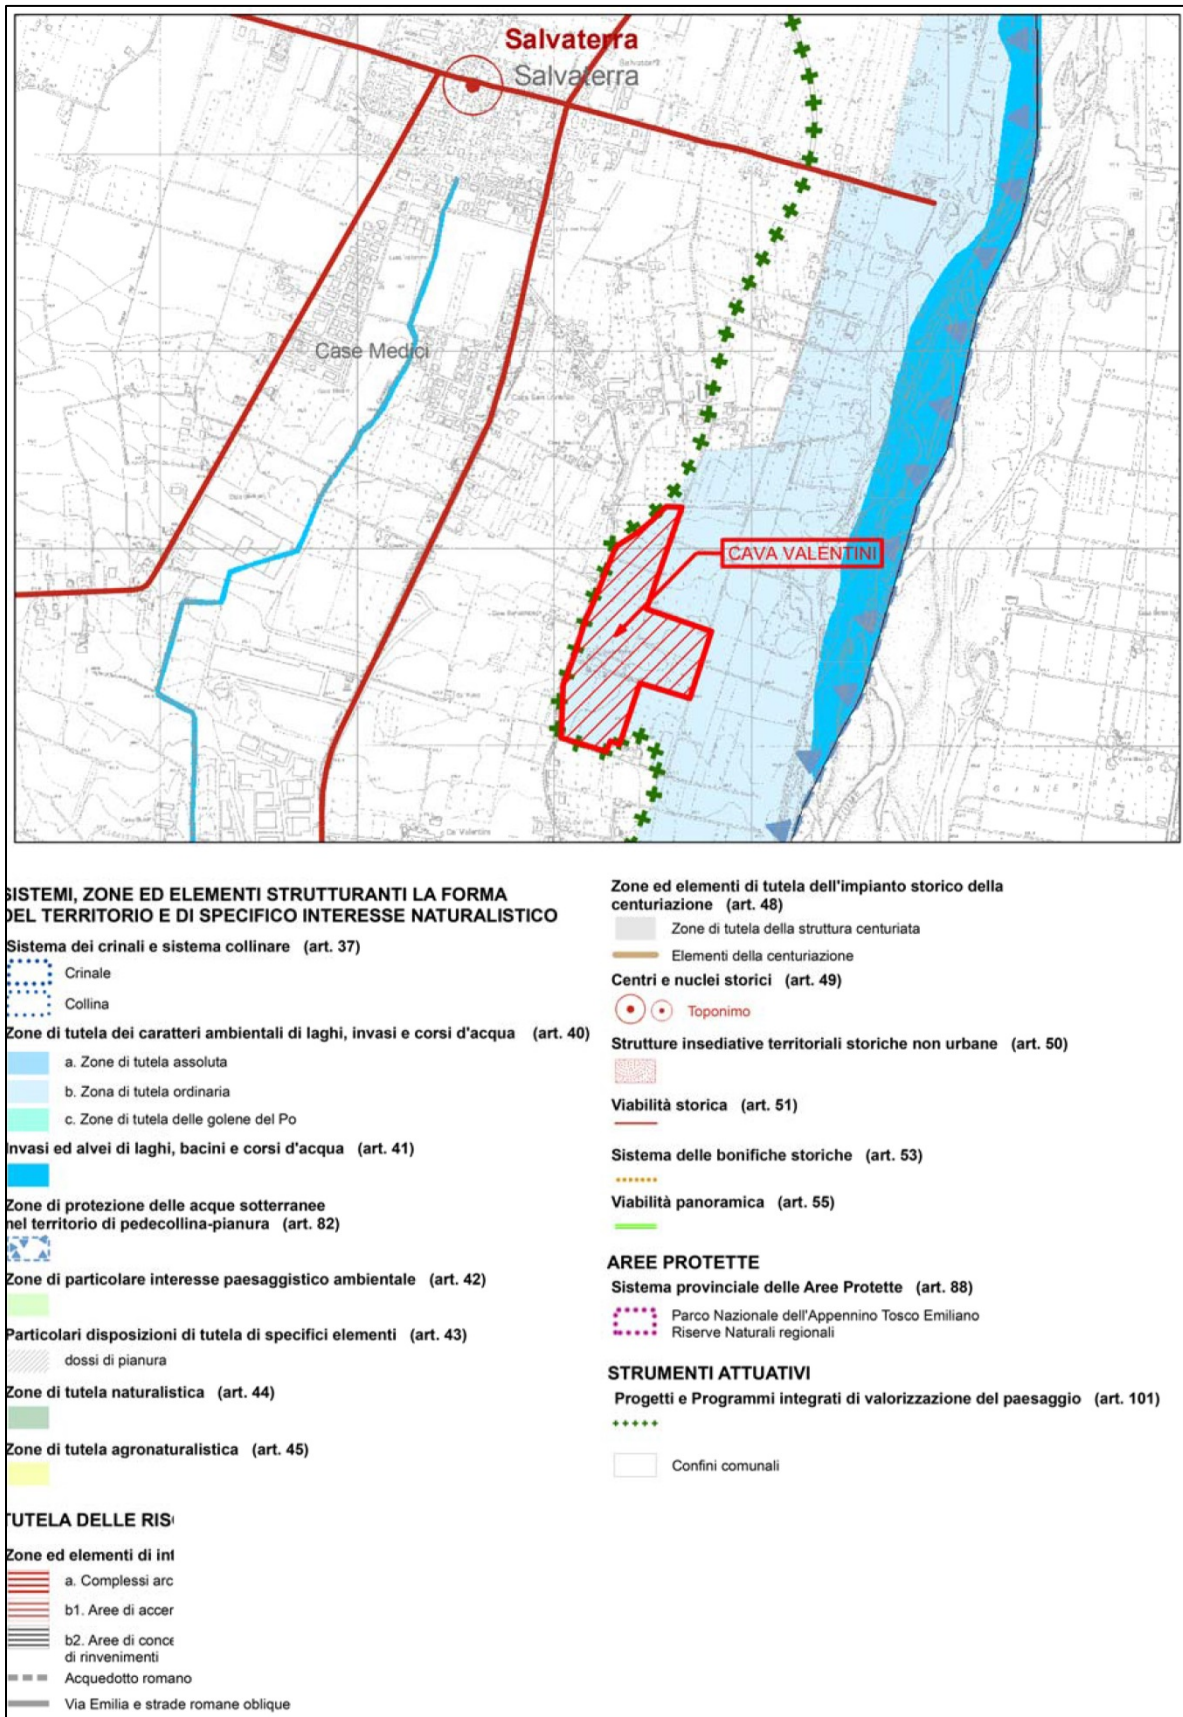 Salvaterra
Salvaterra
Case Medici
CAVA VALENTINI
SISTEMI, ZONE ED ELEMENTI STRUTTURANTI LA FORMA
DEL TERRITORIO E DI SPECIFICO INTERESSE NATURALISTICO
Sistema dei crinali e sistema collinare (art. 37)
Crinale
Collina
Zone di tutela dei caratteri ambientali di laghi, invasi e corsi d'acqua (art. 40)
a. Zone di tutela assoluta
b. Zona di tutela ordinaria
c. Zone di tutela delle golene del Po
Invasi ed alvei di laghi, bacini e corsi d'acqua (art. 41)
Zone di protezione delle acque sotterranee
nel territorio di pedecollina-pianura (art. 82)
Zone di particolare interesse paesaggistico ambientale (art. 42)
Particolari disposizioni di tutela di specifici elementi (art. 43)
dossi di pianura
Zone di tutela naturalistica (art. 44)
Zone di tutela agronaturalistica (art. 45)
TUTELA DELLE RIS
Zone ed elementi di int
a. Complessi arc
b1. Aree di accer
b2. Aree di conce
di rinvenimenti
Acquedotto romano
Via Emilia e strade romane oblique
Zone ed elementi di tutela dell'impianto storico della
centuriazione (art. 48)
Zone di tutela della struttura centuriata
Elementi della centuriazione
Centri e nuclei storici (art. 49)
Toponimo
Strutture insediative territoriali storiche non urbane (art. 50)
Viabilità storica (art. 51)
Sistema delle bonifiche storiche (art. 53)
Viabilità panoramica (art. 55)
AREE PROTETTE
Sistema provinciale delle Aree Protette (art. 88)
Parco Nazionale dell'Appennino Tosco Emiliano
Riserve Naturali regionali
STRUMENTI ATTUATIVI
Progetti e Programmi integrati di valorizzazione del paesaggio (art. 101)
Confini comunali